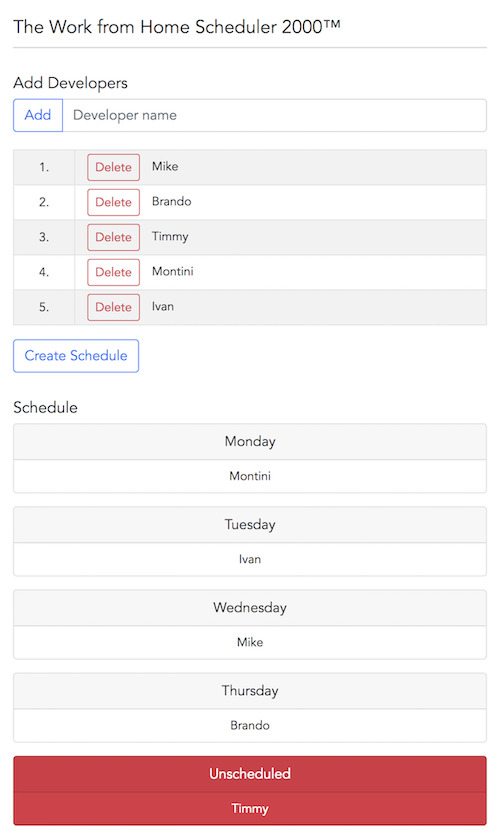 The Work from Home Scheduler 2000™
Add Developers
Add Developer name
1. Delete Mike
2. Delete Brando
3. Delete Timmy
4. Delete Montini
5. Delete Ivan
Create Schedule
Schedule
Monday
Montini
Tuesday
Ivan
Wednesday
Mike
Thursday
Brando
Unscheduled
Timmy